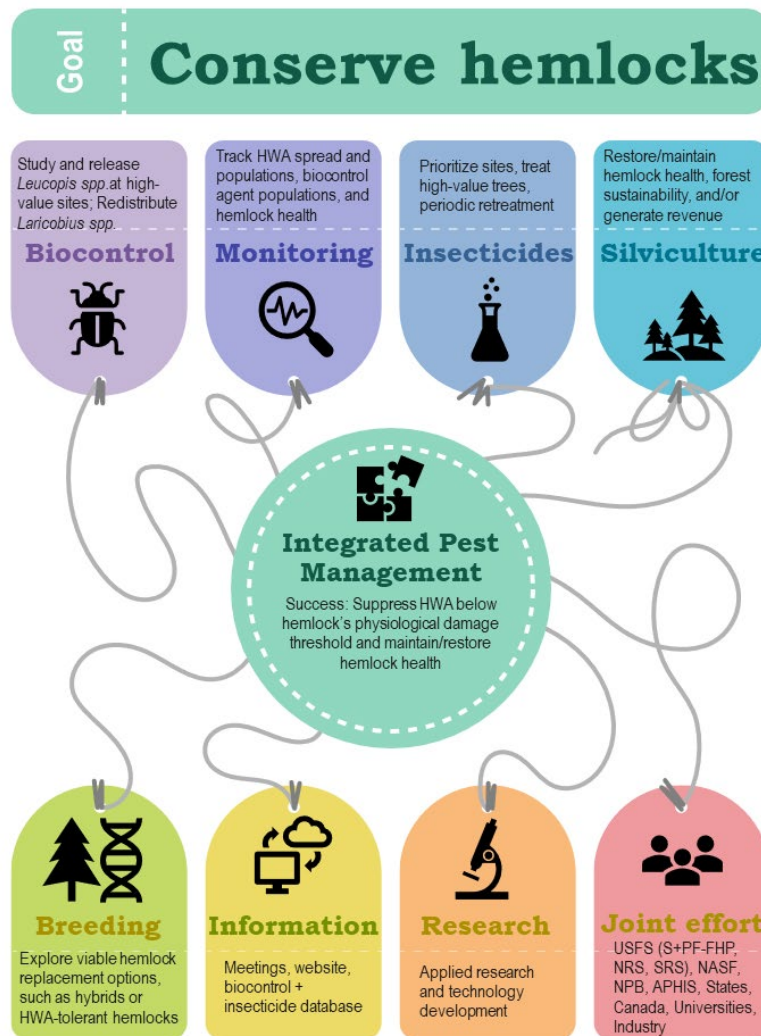 Goal
Conserve hemlocks
Study and release
Leucopis spp.at high-
value sites; Redistribute
Laricobius spp.
Biocontrol
Track HWA spread and
populations, biocontrol
agent populations, and
hemlock health
Monitoring
Prioritize sites, treat
high-value trees,
periodic retreatment
Insecticides
Restore/maintain
hemlock health, forest
sustainability, and/or
generate revenue
Silviculture
Integrated Pest
Management
Success: Suppress HWA below
hemlock's physiological damage
threshold and maintain/restore
hemlock health
Breeding
Explore viable hemlock
replacement options,
such as hybrids or
HWA-tolerant hemlocks
Information
Meetings, website,
biocontrol +
insecticide database
Research
Applied research and
technology
development
Joint effort
USFS (S+PF-FHP,
NRS, SRS), NASF,
NPB, APHIS, States,
Canada, Universities,
Industry